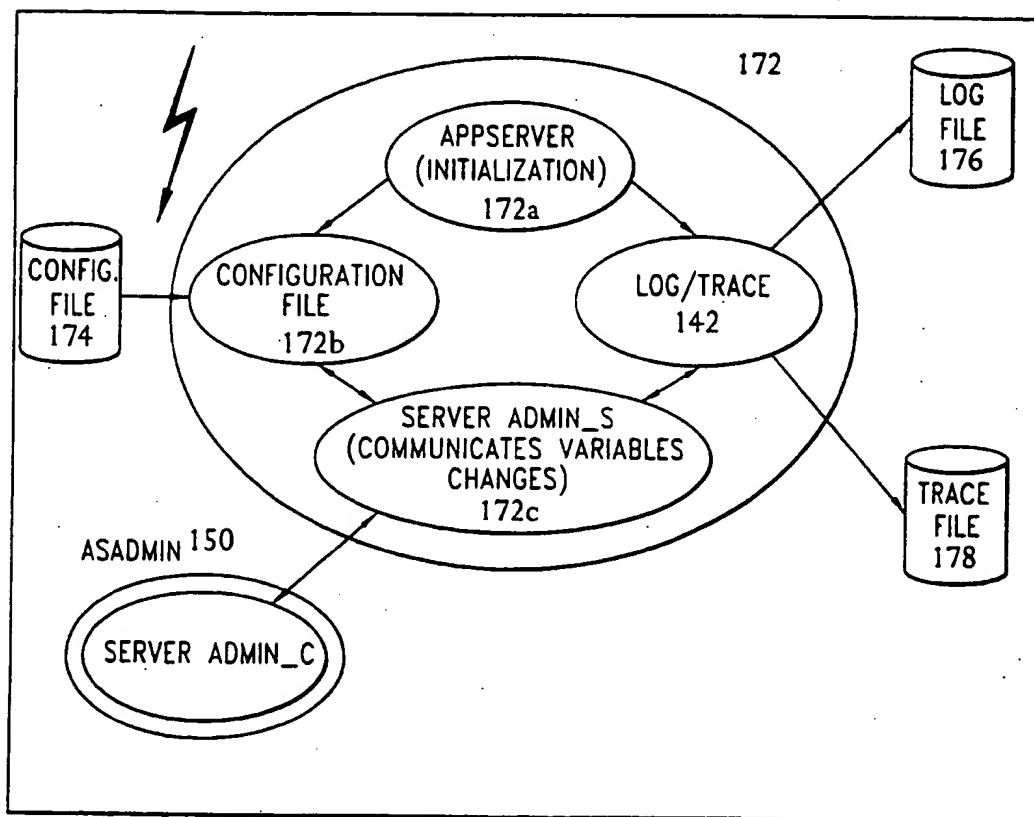 172
LOG
FILE
176
APPSERVER
(INITIALIZATION)
172a
CONFIG.
FILE
174
CONFIGURATION
FILE
172b
LOG/TRACE
142
SERVER ADMIN_S
(COMMUNICATES VARIABLES
CHANGES)
172c
TRACE
FILE
178
ASADMIN 150
SERVER ADMIN_C